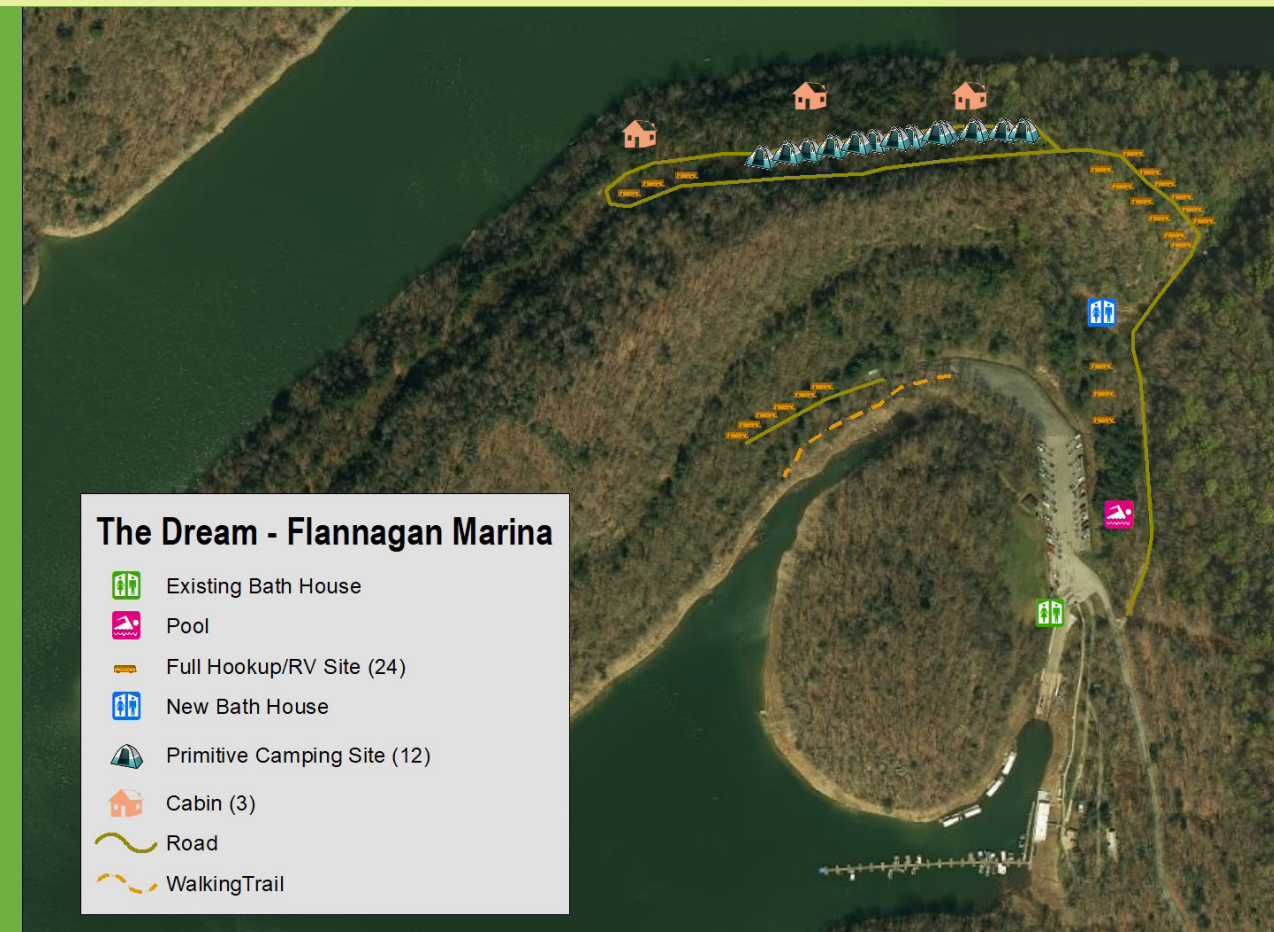 The Dream - Flannagan Marina
Existing Bath House
Pool
Full Hookup/RV Site (24)
New Bath House
Primitive Camping Site (12)
Cabin (3)
Road
WalkingTrail